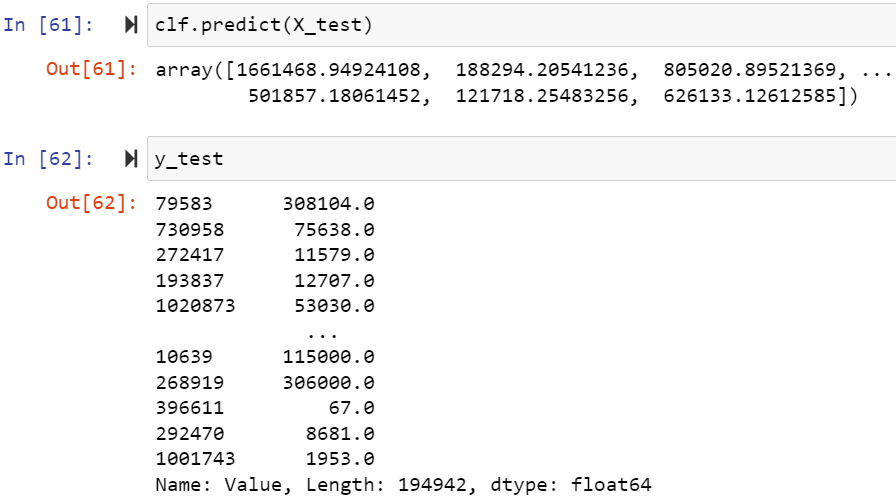 In [61]: clf.predict(X_test)
Out[61]: array([1661468.94924108, 188294.20541236, 805020.89521369, ...
501857.18061452, 121718.25483256, 626133.12612585])
In [62]: y_test
Out[62]: 79583 308104.0
730958 75638.0
272417 11579.0
193837 12707.0
1020873 53030.0
...
10639 115000.0
268919 306000.0
396611 67.0
292470 8681.0
1001743 1953.0
Name: Value, Length: 194942, dtype: float64